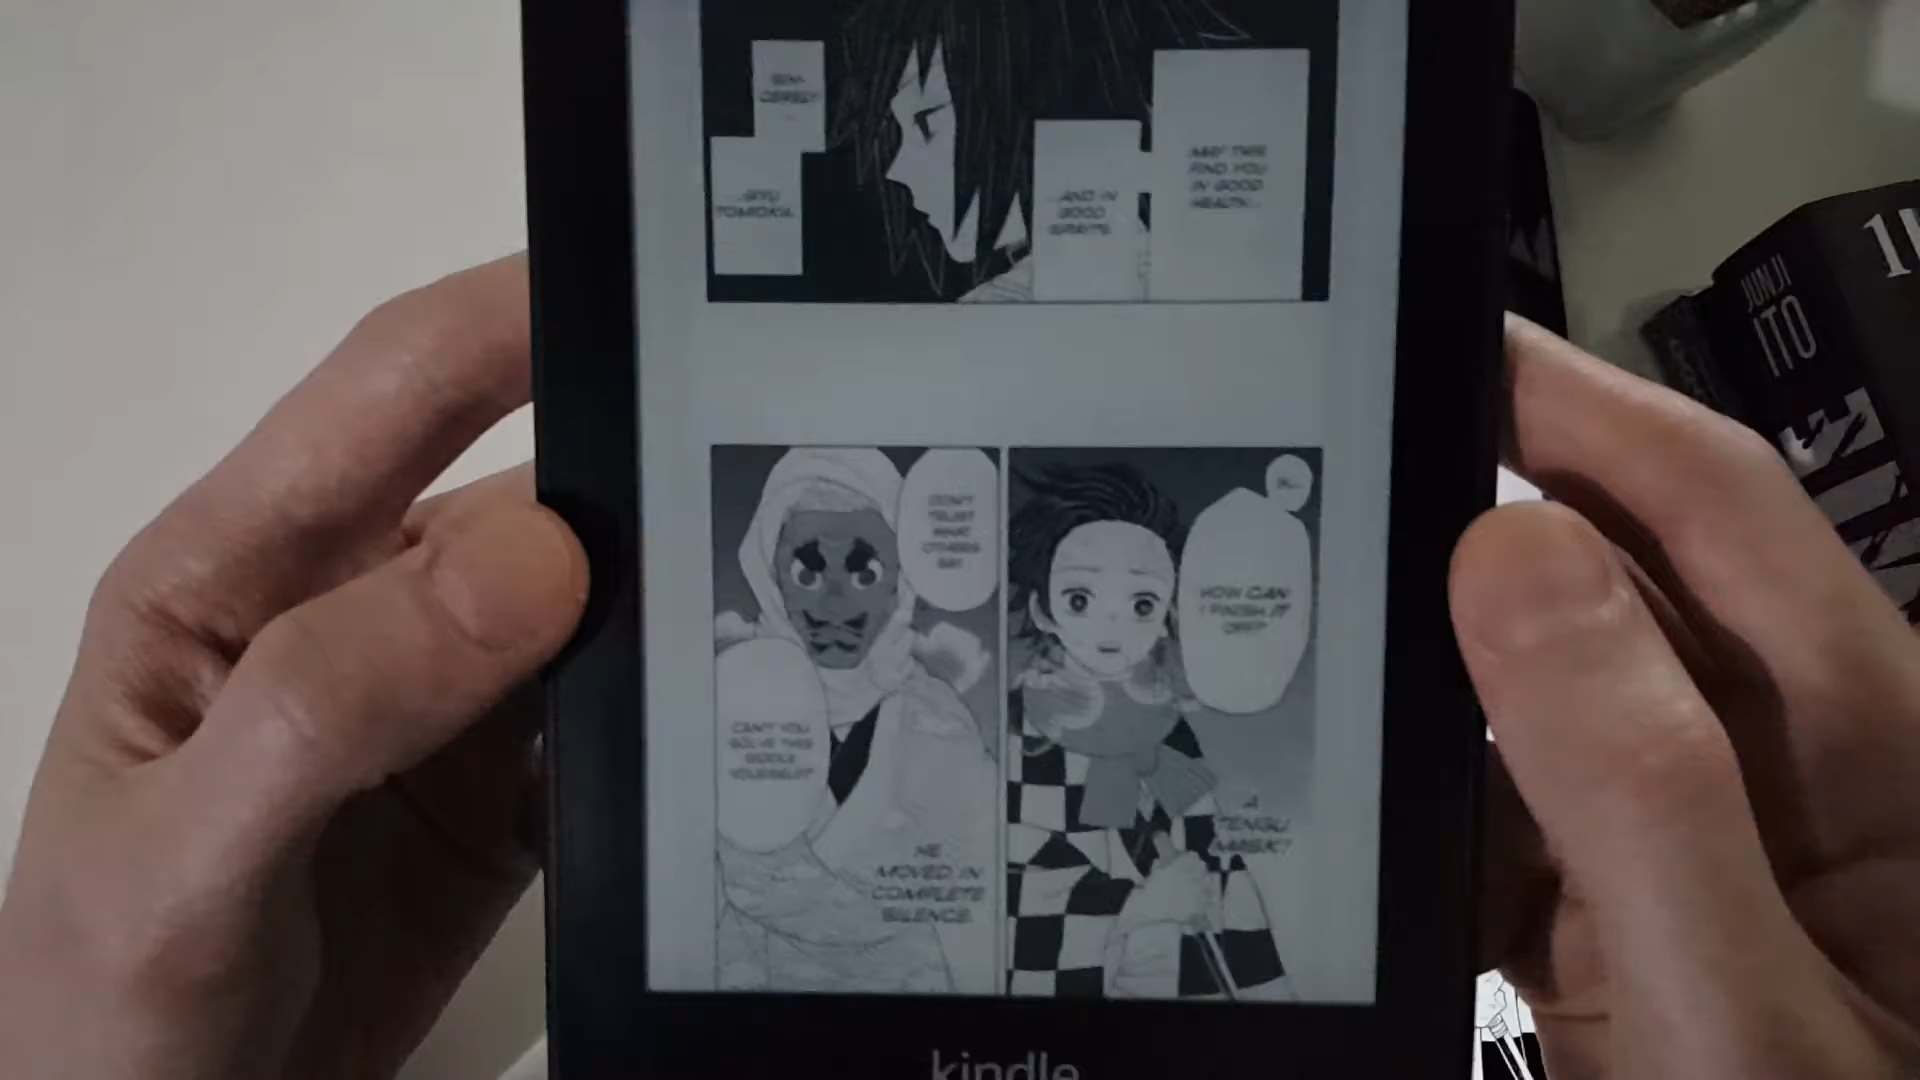 MAY THIS
FIND YOU
IN GOOD
HEALTH...
...AND IN
GOOD
SPIRITS.
SIN-
CERELY
...GIYU
TOMIOKA.
HOW CAN
I FINISH IT
OFF?
A
TENGU
MASK?
DON'T
TRUST
WHAT
OTHERS
SAY.
CAN'T YOU
SOLVE THIS
RIDDLE
YOURSELF?
HE
MOVED IN
COMPLETE
SILENCE.
kindle
JUNJI
ITO